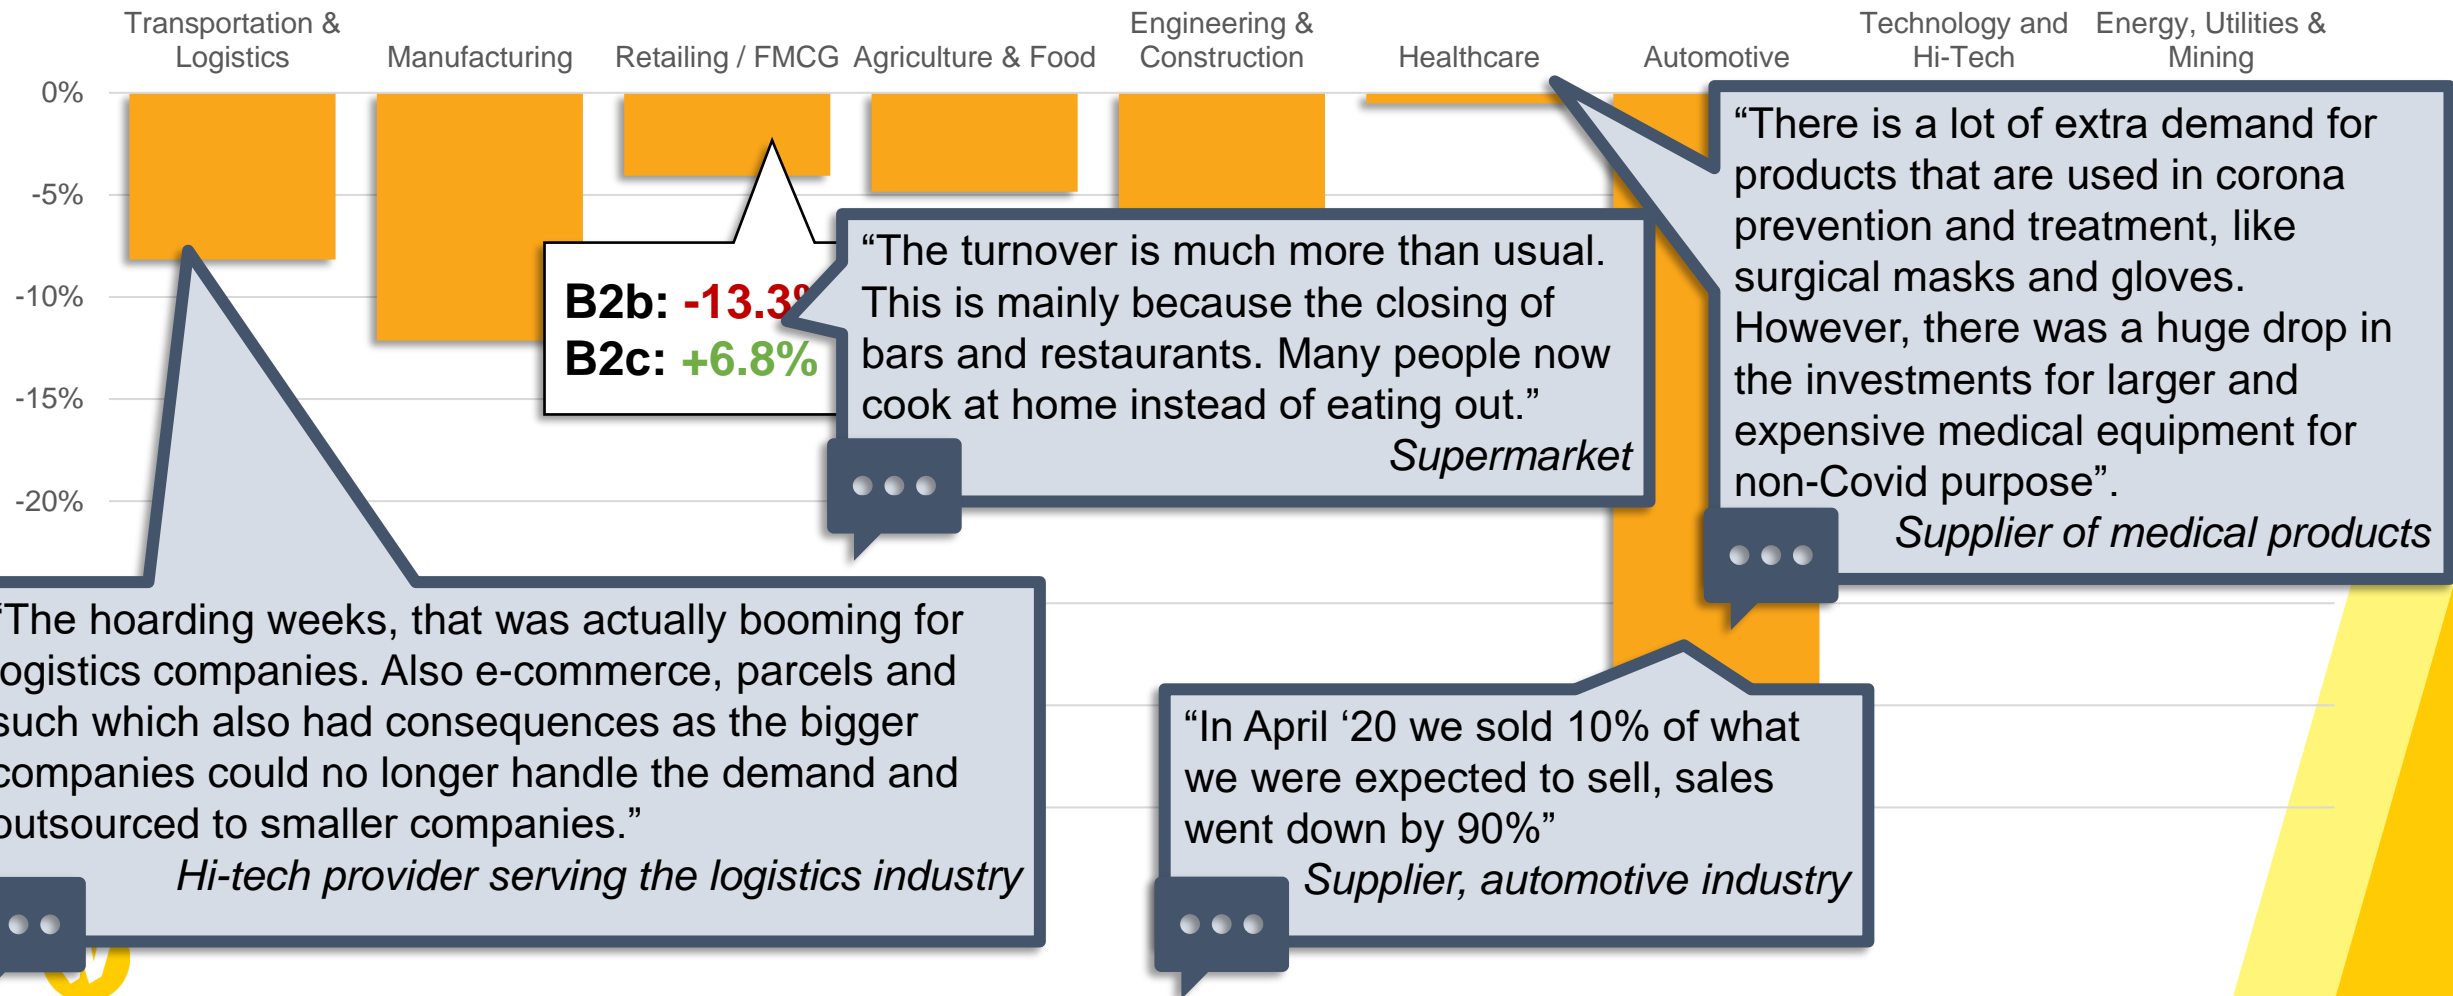 Transportation &
Logistics
Manufacturing
Retailing / FMCG
Agriculture & Food
Engineering &
Construction
Healthcare
Automotive
Technology and
Hi-Tech
Energy, Utilities &
Mining
0%
-5%
-10%
-15%
-20%
B2b: -13.3%
B2c: +6.8%
“The turnover is much more than usual.
This is mainly because the closing of
bars and restaurants. Many people now
cook at home instead of eating out.”
Supermarket
“There is a lot of extra demand for
products that are used in corona
prevention and treatment, like
surgical masks and gloves.
However, there was a huge drop in
the investments for larger and
expensive medical equipment for
non-Covid purpose”.
Supplier of medical products
“The hoarding weeks, that was actually booming for
logistics companies. Also e-commerce, parcels and
such which also had consequences as the bigger
companies could no longer handle the demand and
outsourced to smaller companies.”
Hi-tech provider serving the logistics industry
“In April ‘20 we sold 10% of what
we were expected to sell, sales
went down by 90%”
Supplier, automotive industry